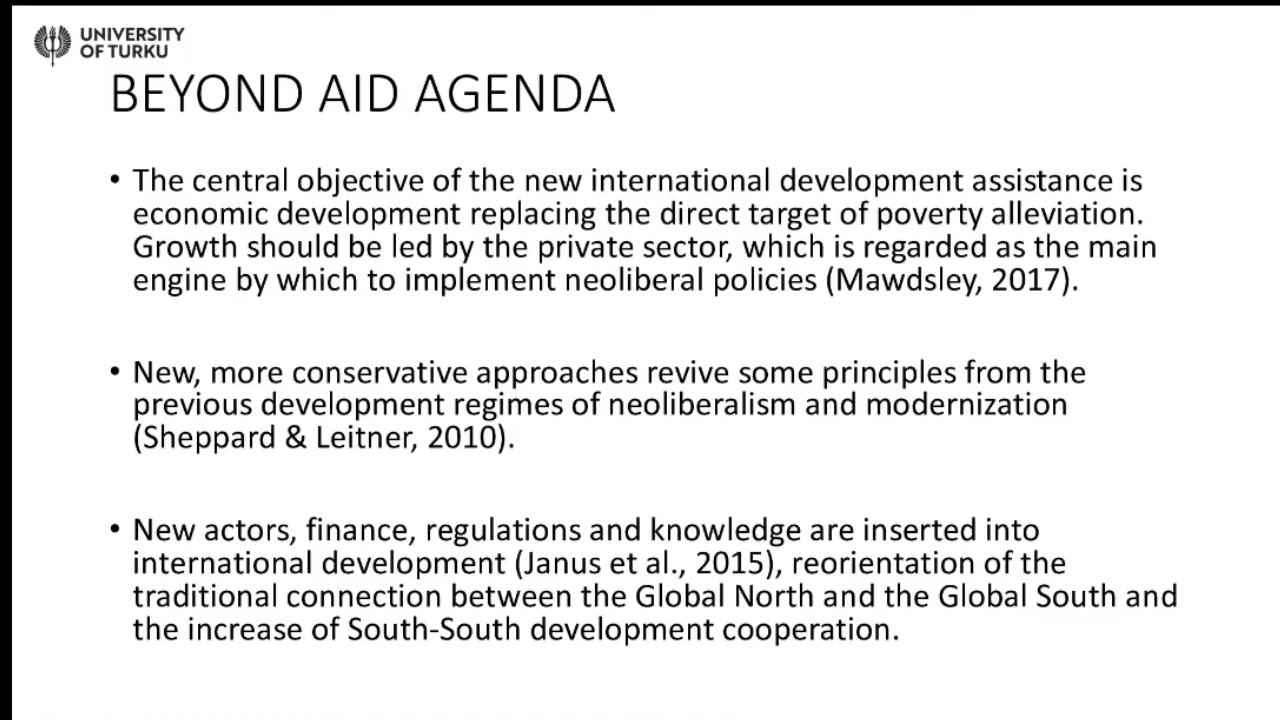 UNIVERSITY
OF TURKU
BEYOND AID AGENDA
• The central objective of the new international development assistance is
economic development replacing the direct target of poverty alleviation.
Growth should be led by the private sector, which is regarded as the main
engine by which to implement neoliberal policies (Mawdsley, 2017).
• New, more conservative approaches revive some principles from the
previous development regimes of neoliberalism and modernization
(Sheppard & Leitner, 2010).
• New actors, finance, regulations and knowledge are inserted into
international development (Janus et al., 2015), reorientation of the
traditional connection between the Global North and the Global South and
the increase of South-South development cooperation.